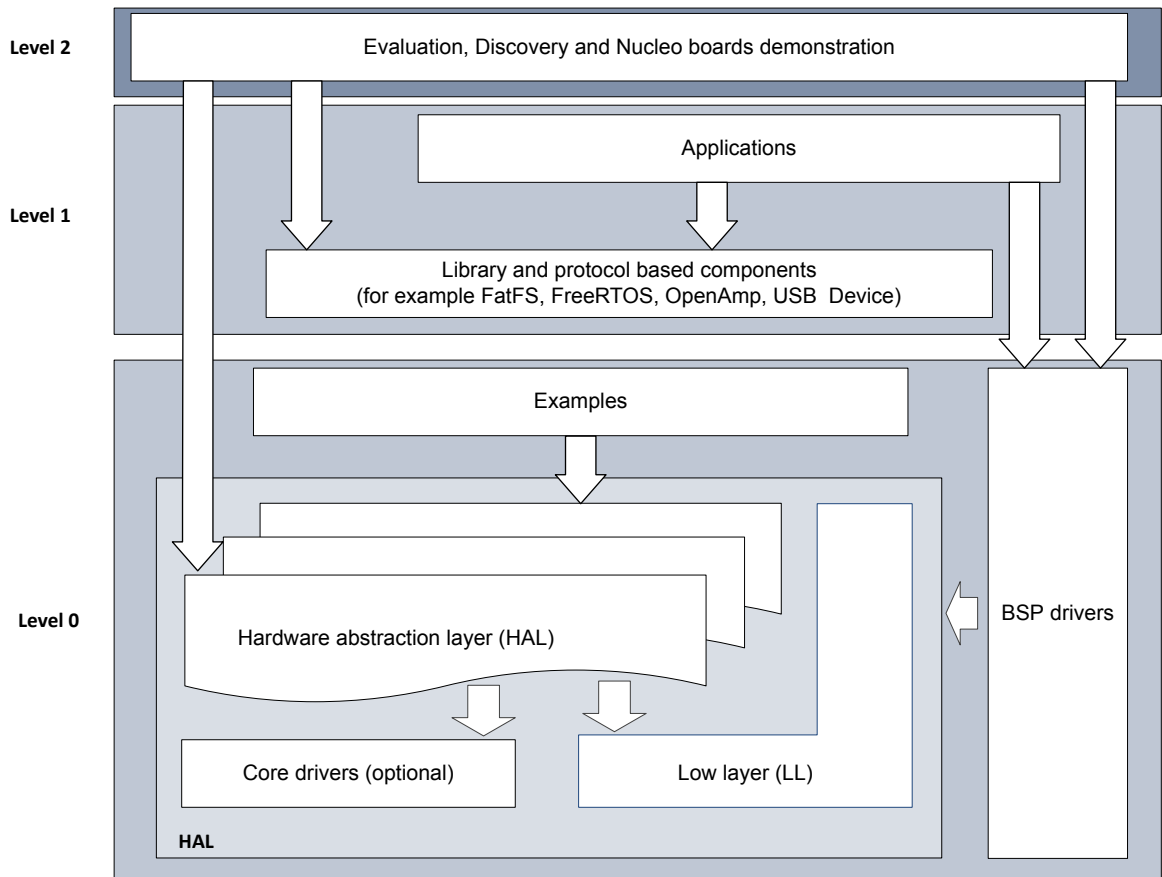 Level 2
Evaluation, Discovery and Nucleo boards demonstration
Applications
Level 1
Library and protocol based components
(for example FatFS, FreeRTOS, OpenAmp, USB Device)
Examples
Level 0
Hardware abstraction layer (HAL)
BSP drivers
Core drivers (optional)
Low layer (LL)
HAL